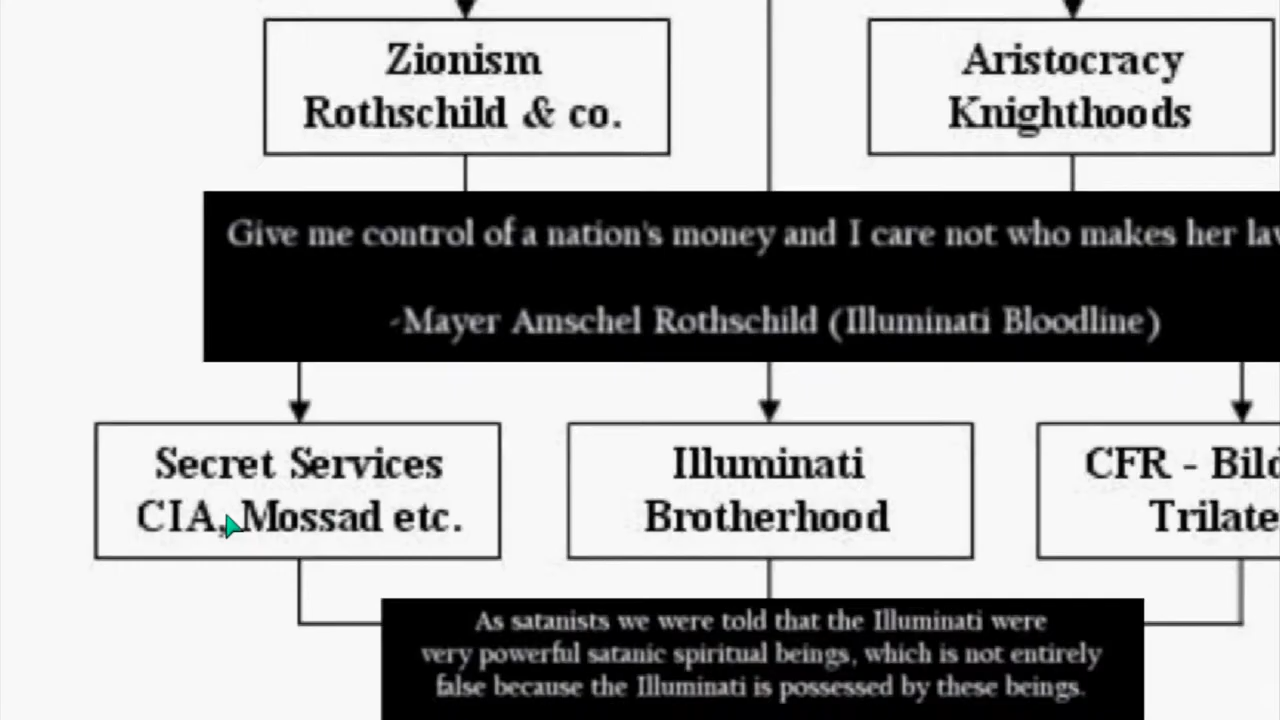 Zionism
Rothschild & co.
Aristocracy
Knighthoods
Give me control of a nation's money and I care not who makes her
-Mayer Amschel Rothschild (Illuminati Bloodline)
Secret Services
CIA, Mossad etc.
Illuminati
Brotherhood
CFR - Bild
Trilate
As satanists we were told that the Illuminati were
very powerful satanic spiritual beings, which is not entirely
false because the Illuminati is possessed by these beings.